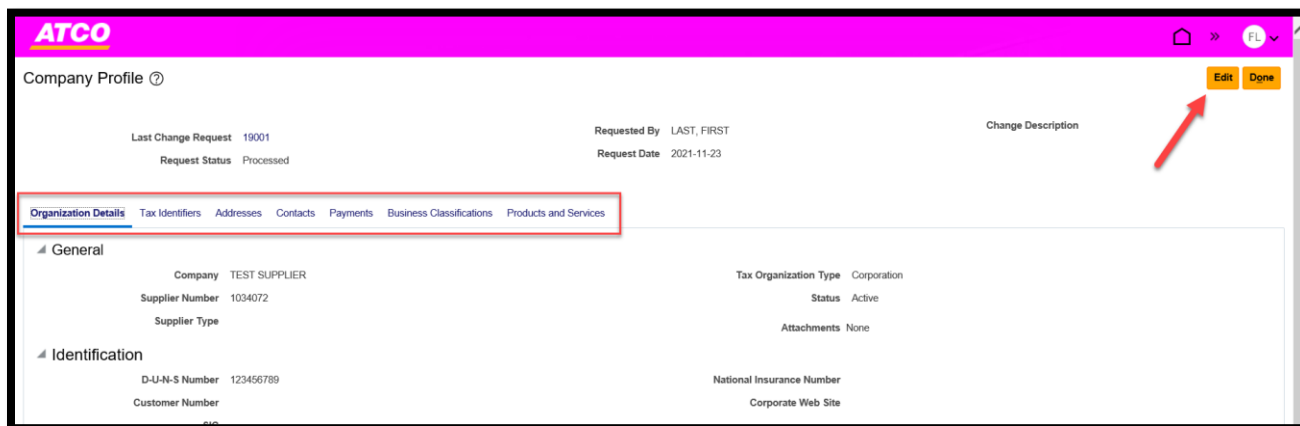 ATCO
FL
Company Profile
Edit Done
Last Change Request 19001
Requested By LAST, FIRST
Change Description
Request Status Processed
Request Date 2021-11-23
Organization Details Tax Identifiers Addresses Contacts Payments Business Classifications Products and Services
General
Company TEST SUPPLIER
Tax Organization Type Corporation
Supplier Number 1034072
Status Active
Supplier Type
Attachments None
Identification
D-U-N-S Number 123456789
National Insurance Number
Customer Number
Corporate Web Site
SIC